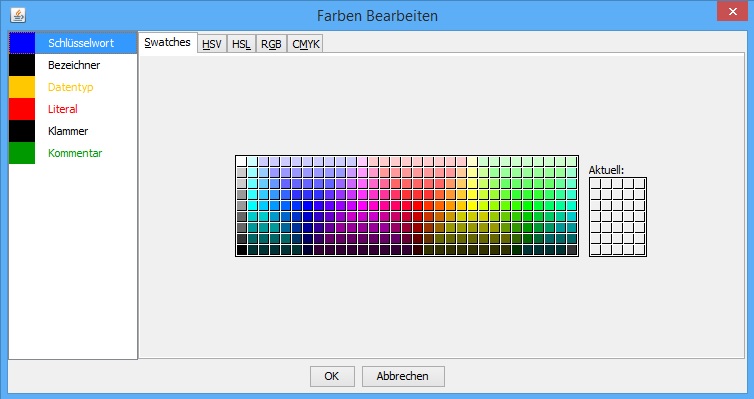 Farben Bearbeiten
Schlüsselwort
Bezeichner
Datentyp
Literal
Klammer
Kommentar
Swatches HSV HSL RGB CMYK
Aktuell:
OK Abbrechen